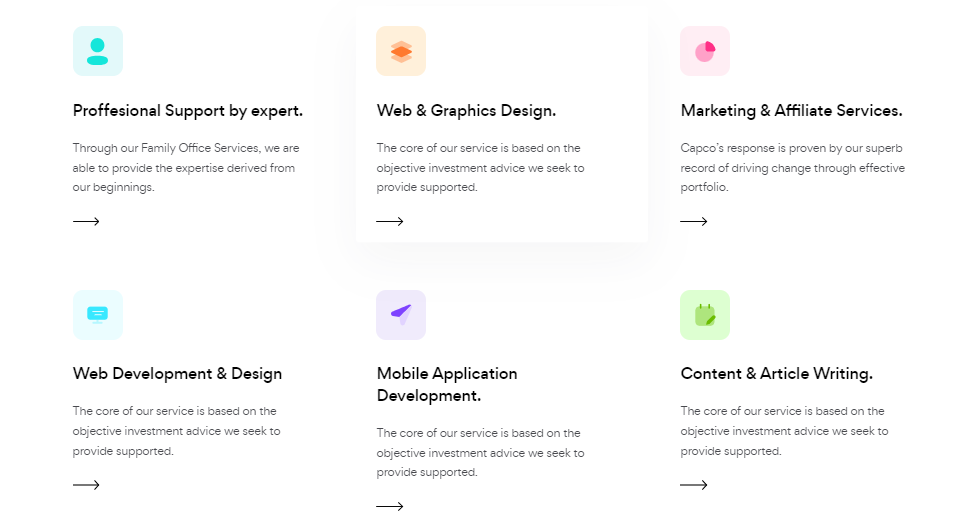 Proffesional Support by expert.
Through our Family Office Services, we are
able to provide the expertise derived from
our beginnings.
Web & Graphics Design.
The core of our service is based on the
objective investment advice we seek to
provide supported.
Marketing & Affiliate Services.
Capco's response is proven by our superb
record of driving change through effective
portfolio.
Web Development & Design
The core of our service is based on the
objective investment advice we seek to
provide supported.
Mobile Application
Development.
The core of our service is based on the
objective investment advice we seek to
provide supported.
Content & Article Writing.
The core of our service is based on the
objective investment advice we seek to
provide supported.